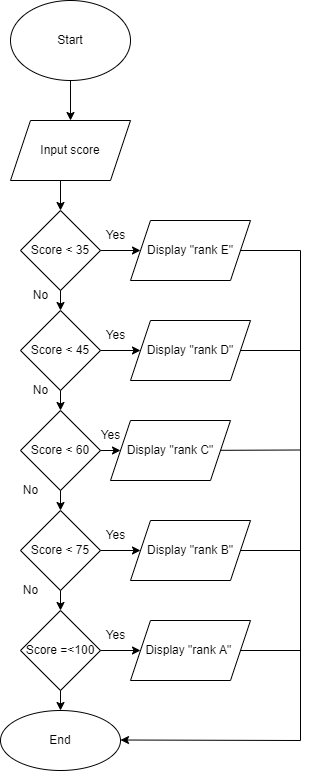 Start
Input score
Yes
Score < 35
Display "rank E"
No
Yes
Score < 45
Display "rank D"
No
Yes
Score < 60
Display "rank C"
No
Yes
Score < 75
Display "rank B"
No
Yes
Score =<100
Display "rank A"
End